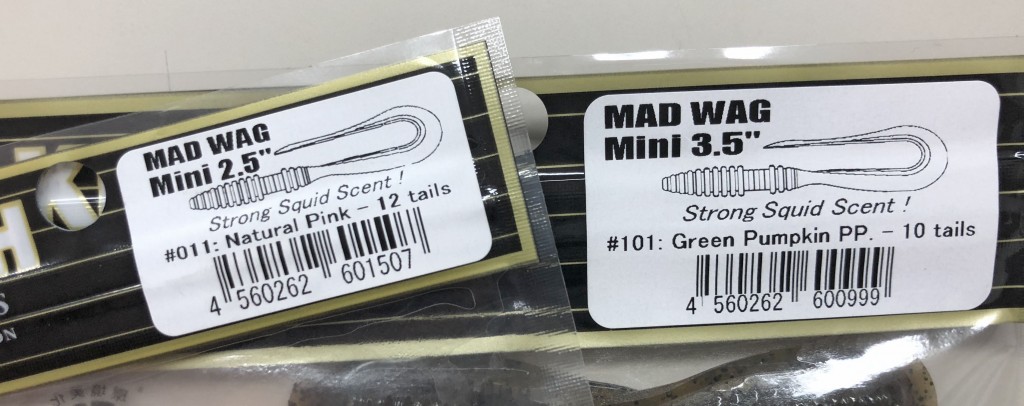 MAD WAG
Mini 2.5"
Strong Squid Scent !
#011: Natural Pink - 12 tails
4 560262 601507
MAD WAG
Mini 3.5"
Strong Squid Scent !
#101: Green Pumpkin PP. - 10 tails
4 560262 600999